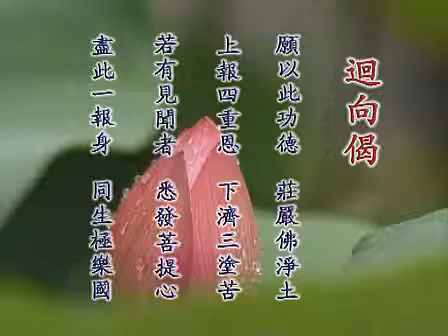 迴向偈
願以此功德 莊嚴佛淨土
上報四重恩 下濟三塗苦
若有見聞者 悉發菩提心
盡此一報身 同生極樂國